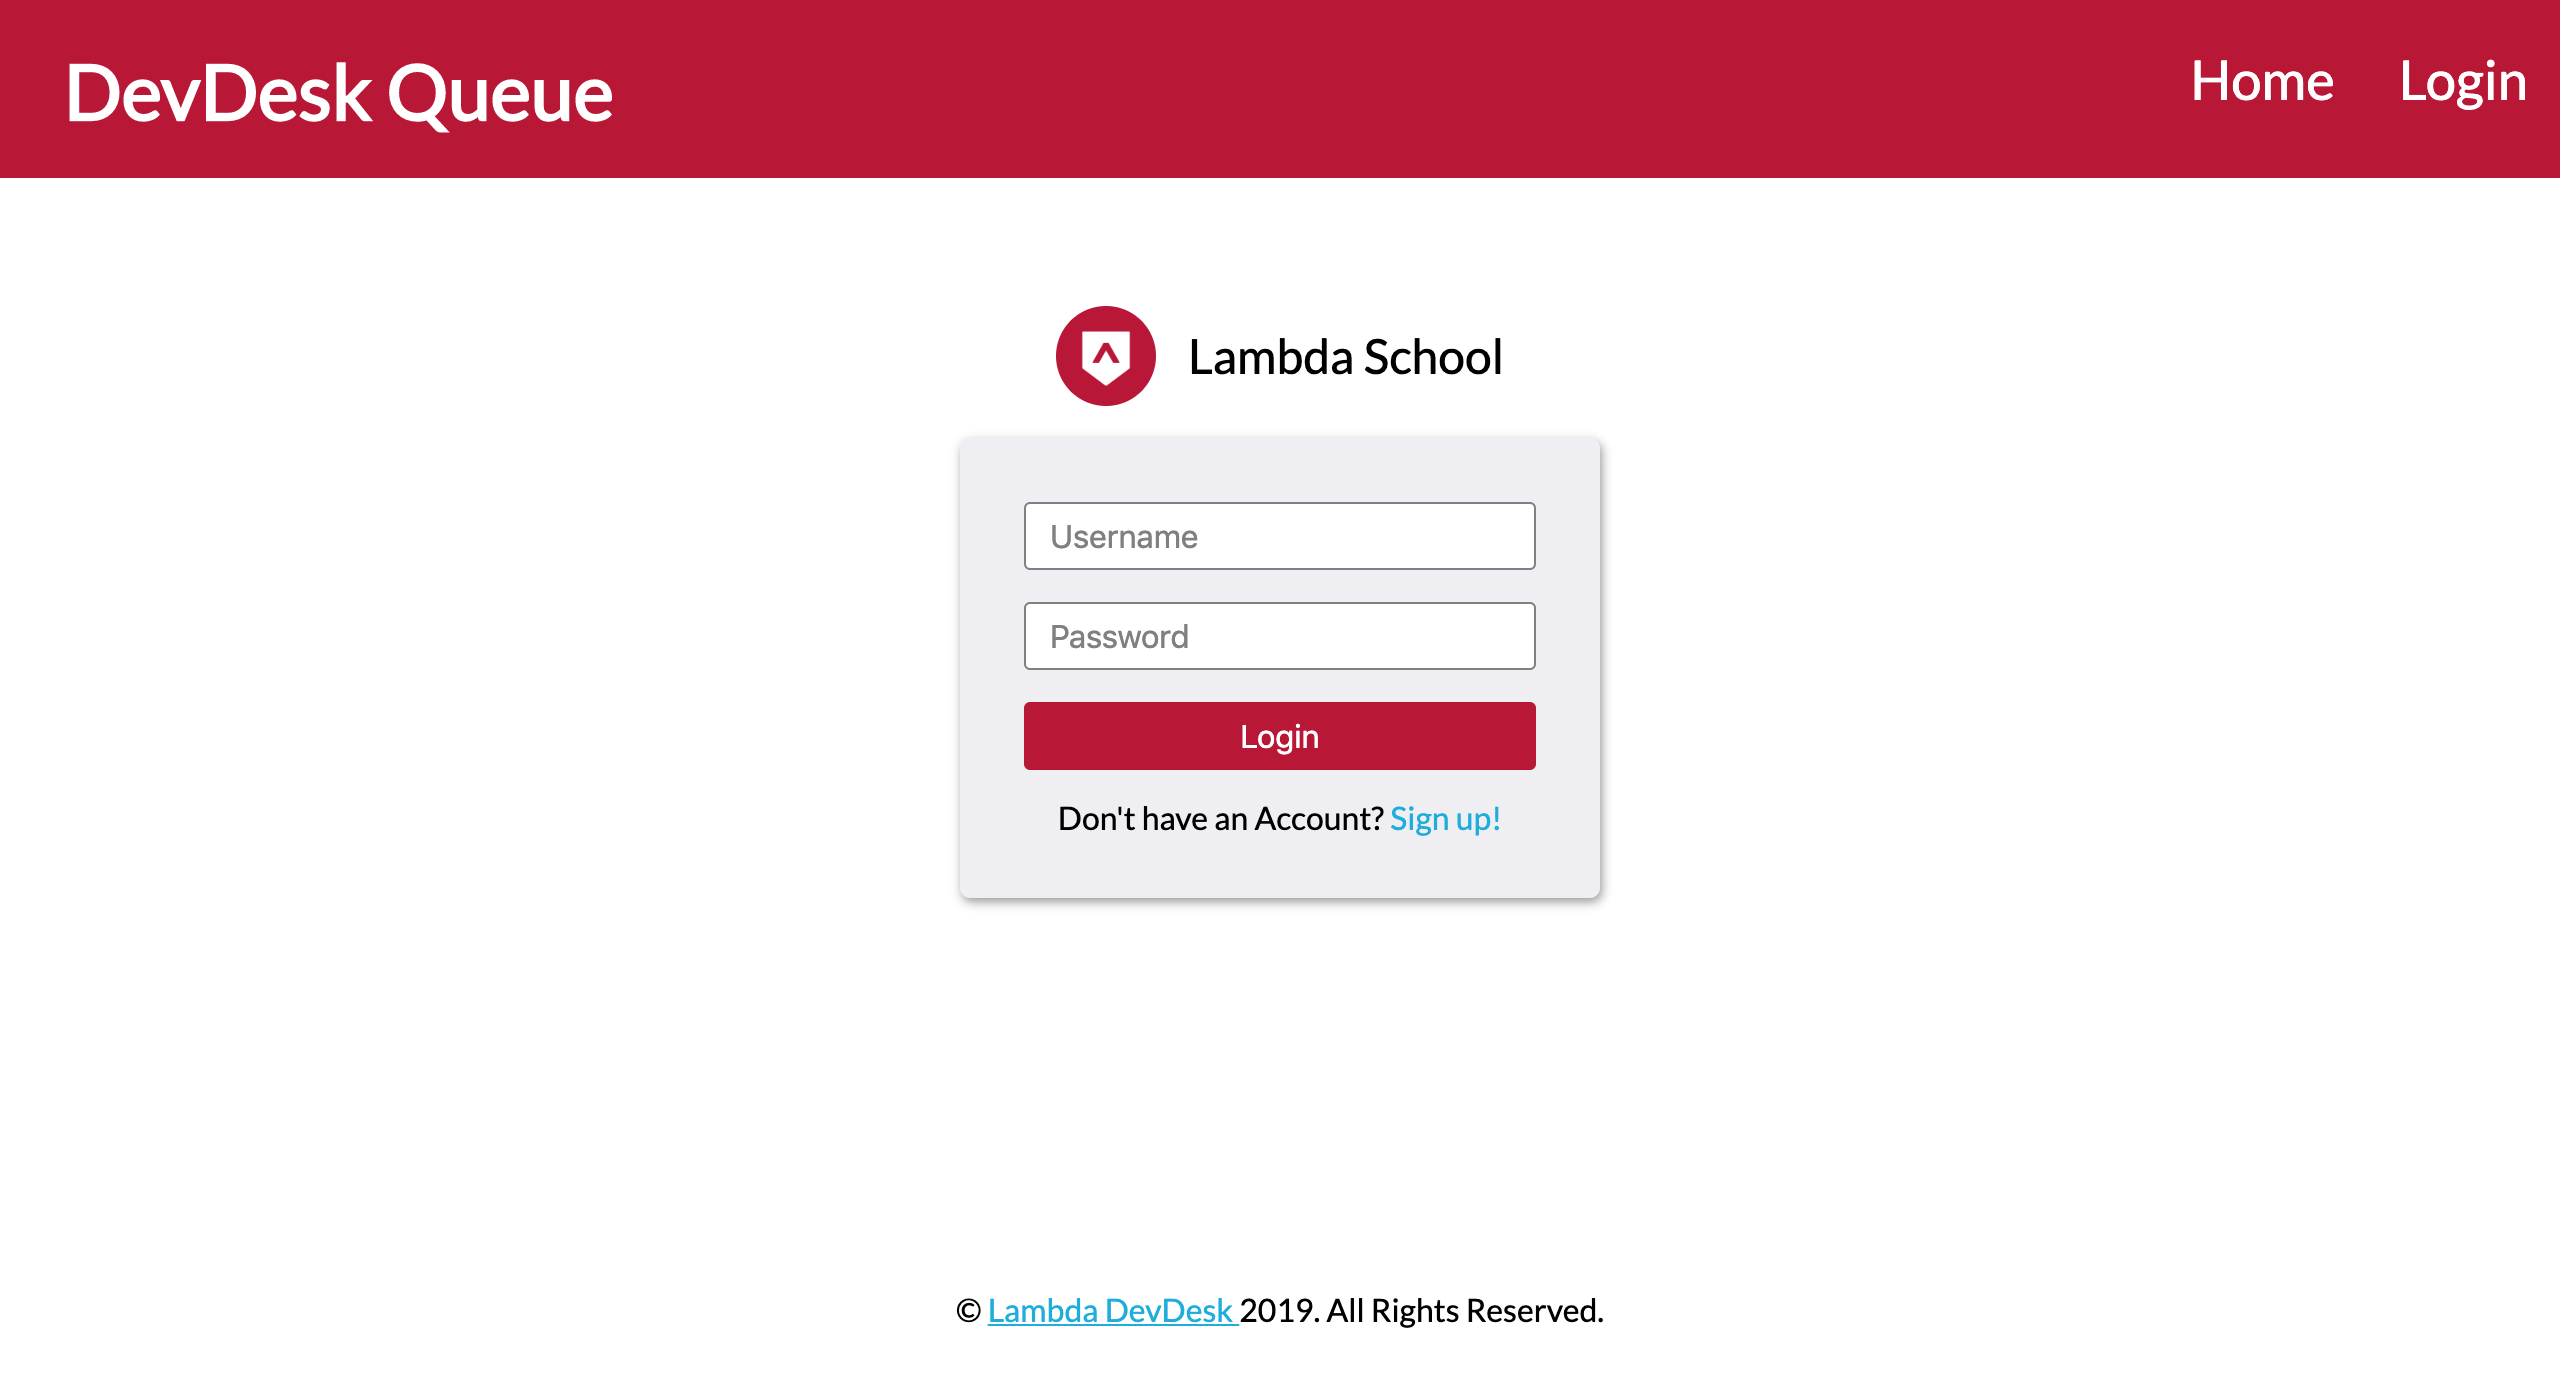 DevDesk Queue
Home
Login
Lambda School
Username
Password
Login
Don't have an Account? Sign up!
© Lambda DevDesk 2019. All Rights Reserved.